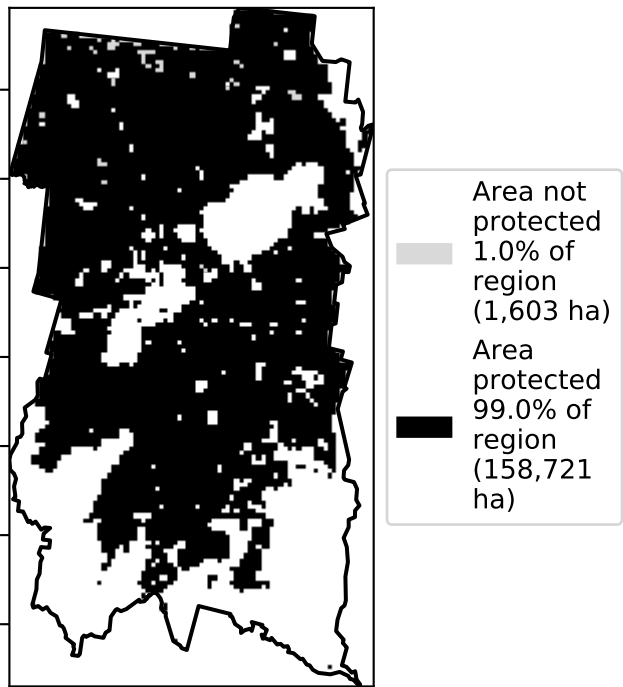 Area not
protected
1.0% of
region
(1,603 ha)
Area
protected
99.0% of
region
(158,721
ha)